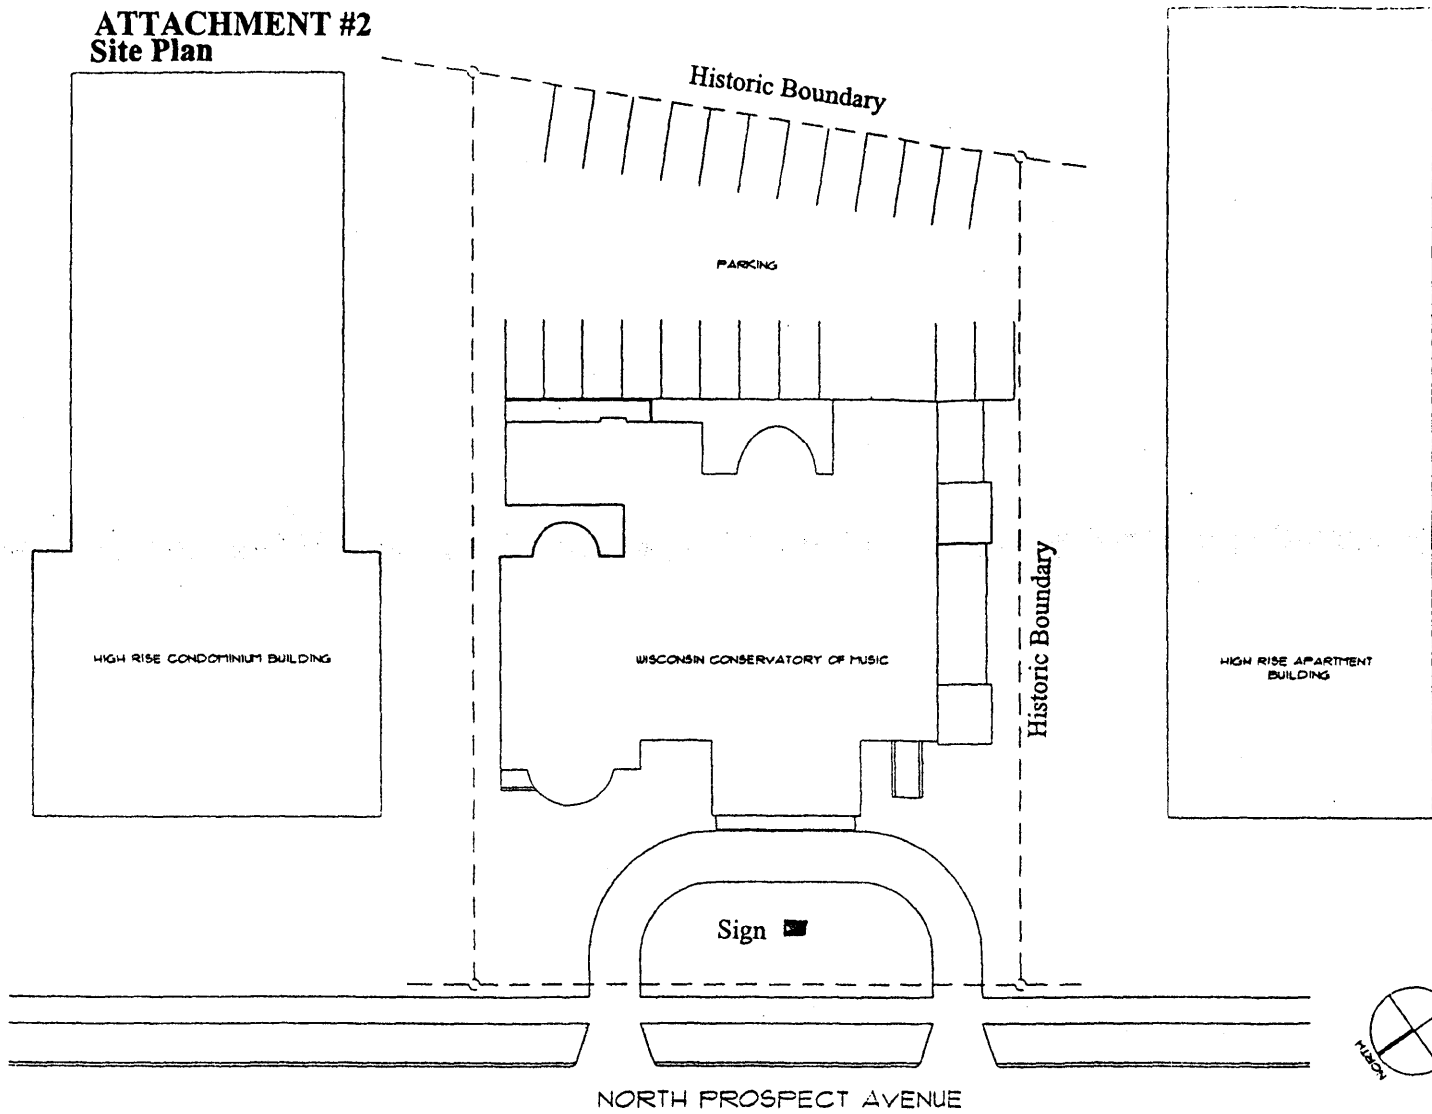 ATTACHMENT #2
Site Plan
Historic Boundary
PARKING
HIGH RISE CONDOMINIUM BUILDING
WISCONSIN CONSERVATORY OF MUSIC
Historic Boundary
HIGH RISE APARTMENT
BUILDING
Sign
NORTH
NORTH PROSPECT AVENUE